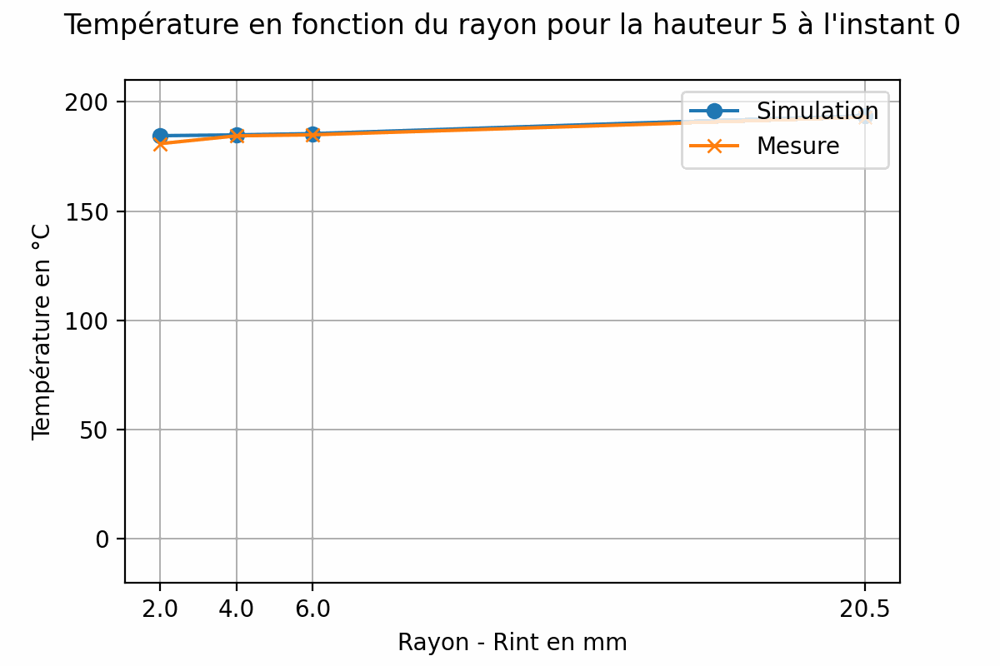 Température en fonction du rayon pour la hauteur 5 à l'instant 0
200
150
100
50
0
Température en °C
Simulation
Mesure
2.0 4.0 6.0 20.5
Rayon - Rint en mm